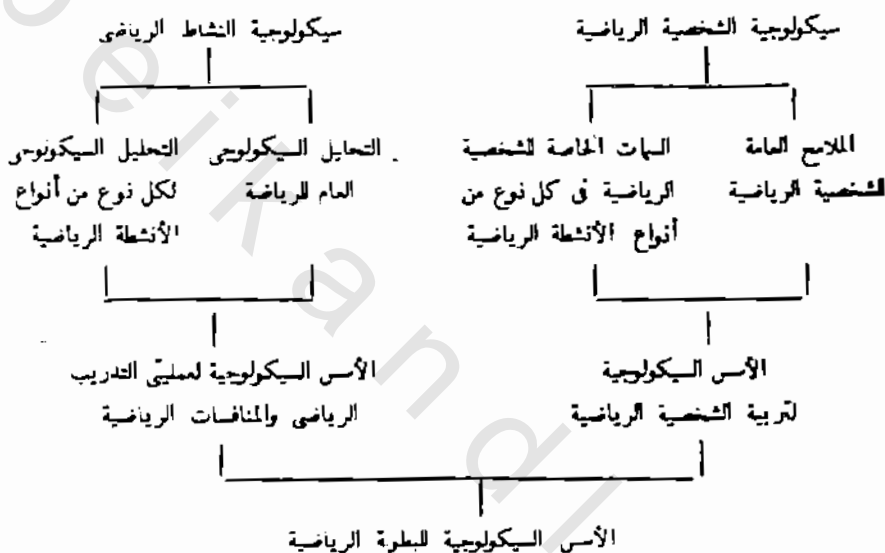 سيكولوجية الشخصية الرياضية
سيكولوجية النشاط الرياضى
الملامح العامة
للشخصية الرياضية
السمات الخاصة للشخصية
الرياضية فى كل نوع من
أنواع الأنشطة الرياضية
التحليل السيكولوجى
العام للرياضة
التحليل السيكولوجى
لكل نوع من أنواع
الأنشطة الرياضية
الأسس السيكولوجية
لتربية الشخصية الرياضية
الأسس السيكولوجية لعمليتى التدريب
الرياضى والمنافسات الرياضية
الأسس السيكولوجية للبطولة الرياضية
eikandl